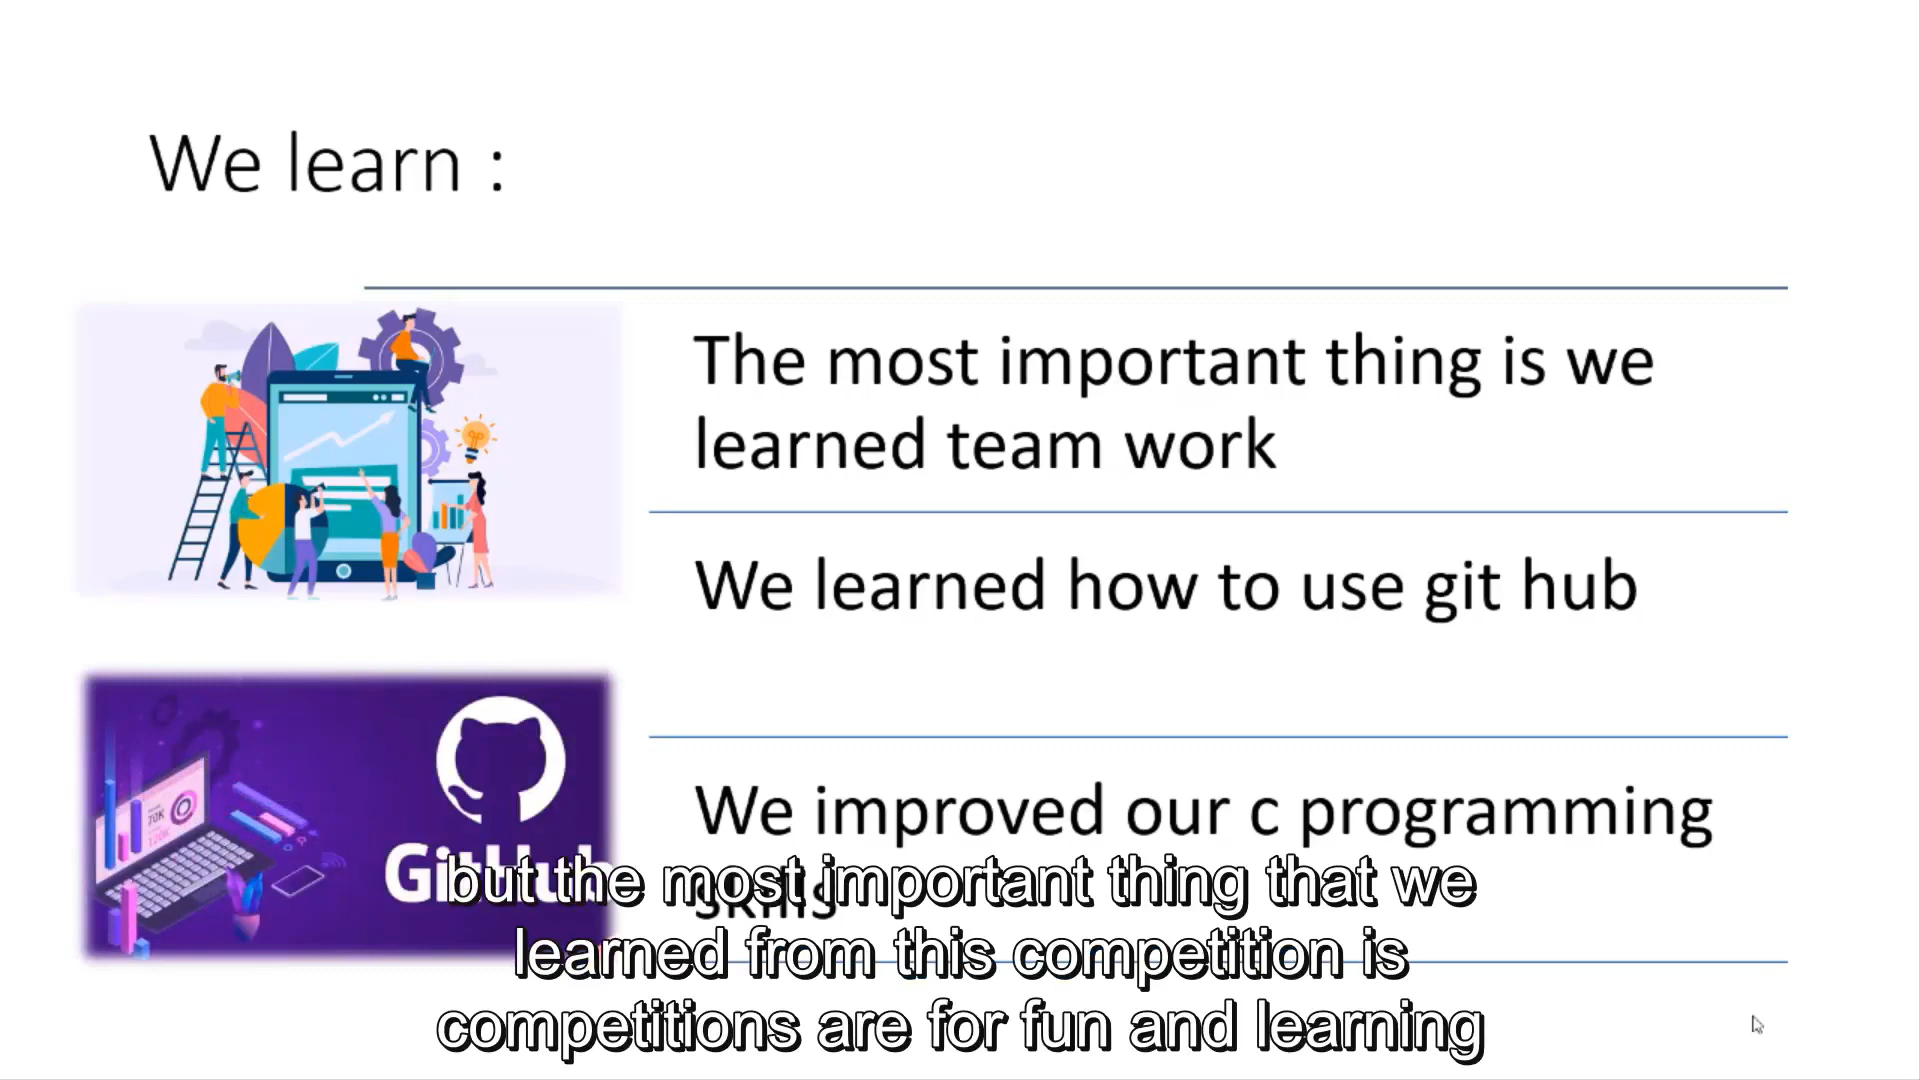 We learn :
The most important thing is we
learned team work
We learned how to use git hub
We improved our c programming
skills
70K
120K
GitHub
but the most important thing that we
learned from this competition is
competitions are for fun and learning